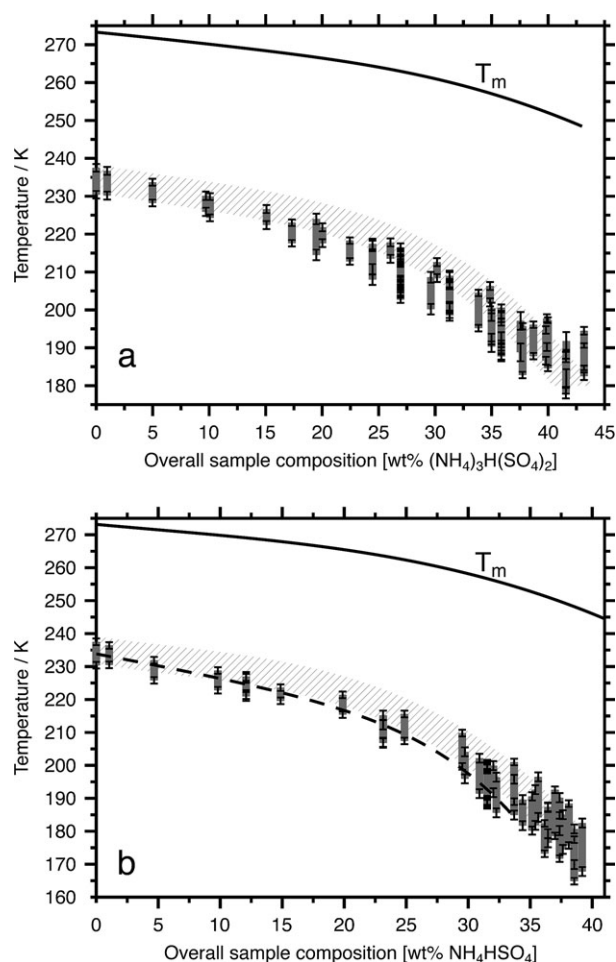 270
260
250
240
230
220
210
200
190
180
Temperature / K
T_m
a
0 5 10 15 20 25 30 35 40 45
Overall sample composition [wt% (NH₄)₃H(SO₄)₂]
270
260
250
240
230
220
210
200
190
180
170
160
Temperature / K
T_m
b
0 5 10 15 20 25 30 35 40
Overall sample composition [wt% NH₄HSO₄]